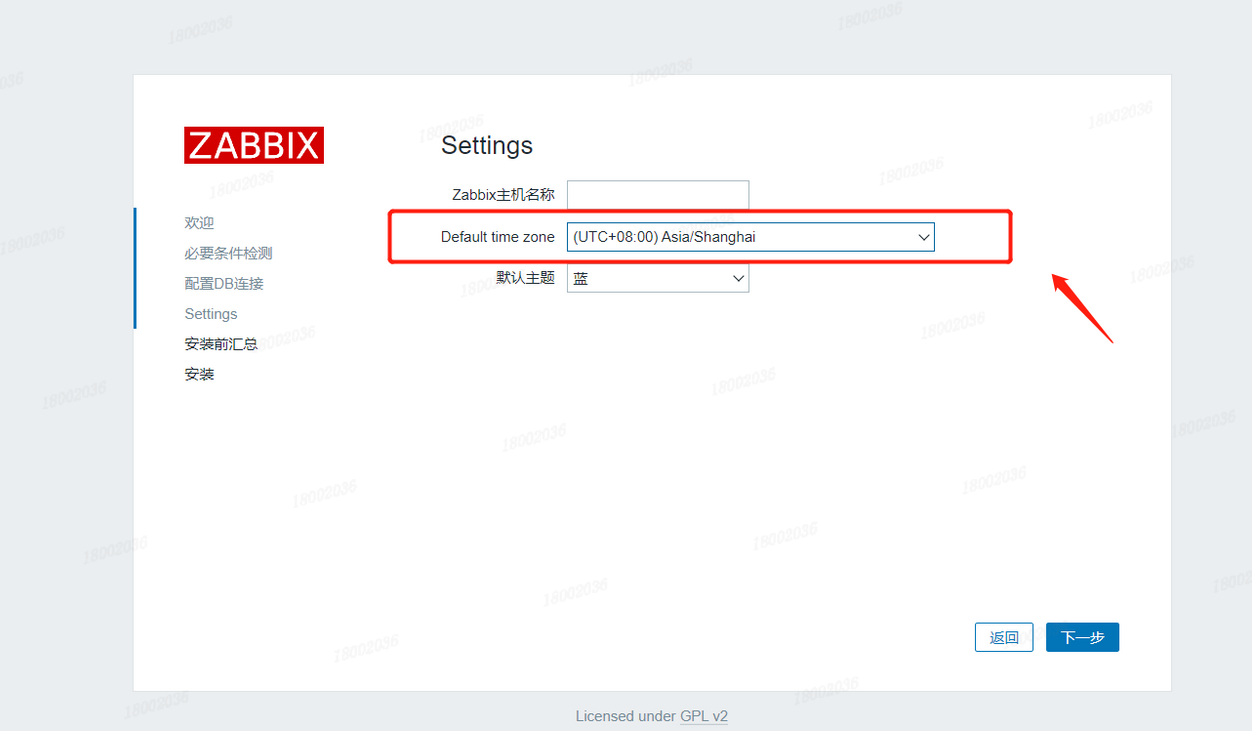 ZABBIX
Settings
Zabbix主机名称
Default time zone (UTC+08:00) Asia/Shanghai
默认主题 蓝
欢迎
必要条件检测
配置DB连接
Settings
安装前汇总
安装
返回 下一步
Licensed under GPL v2
18002036